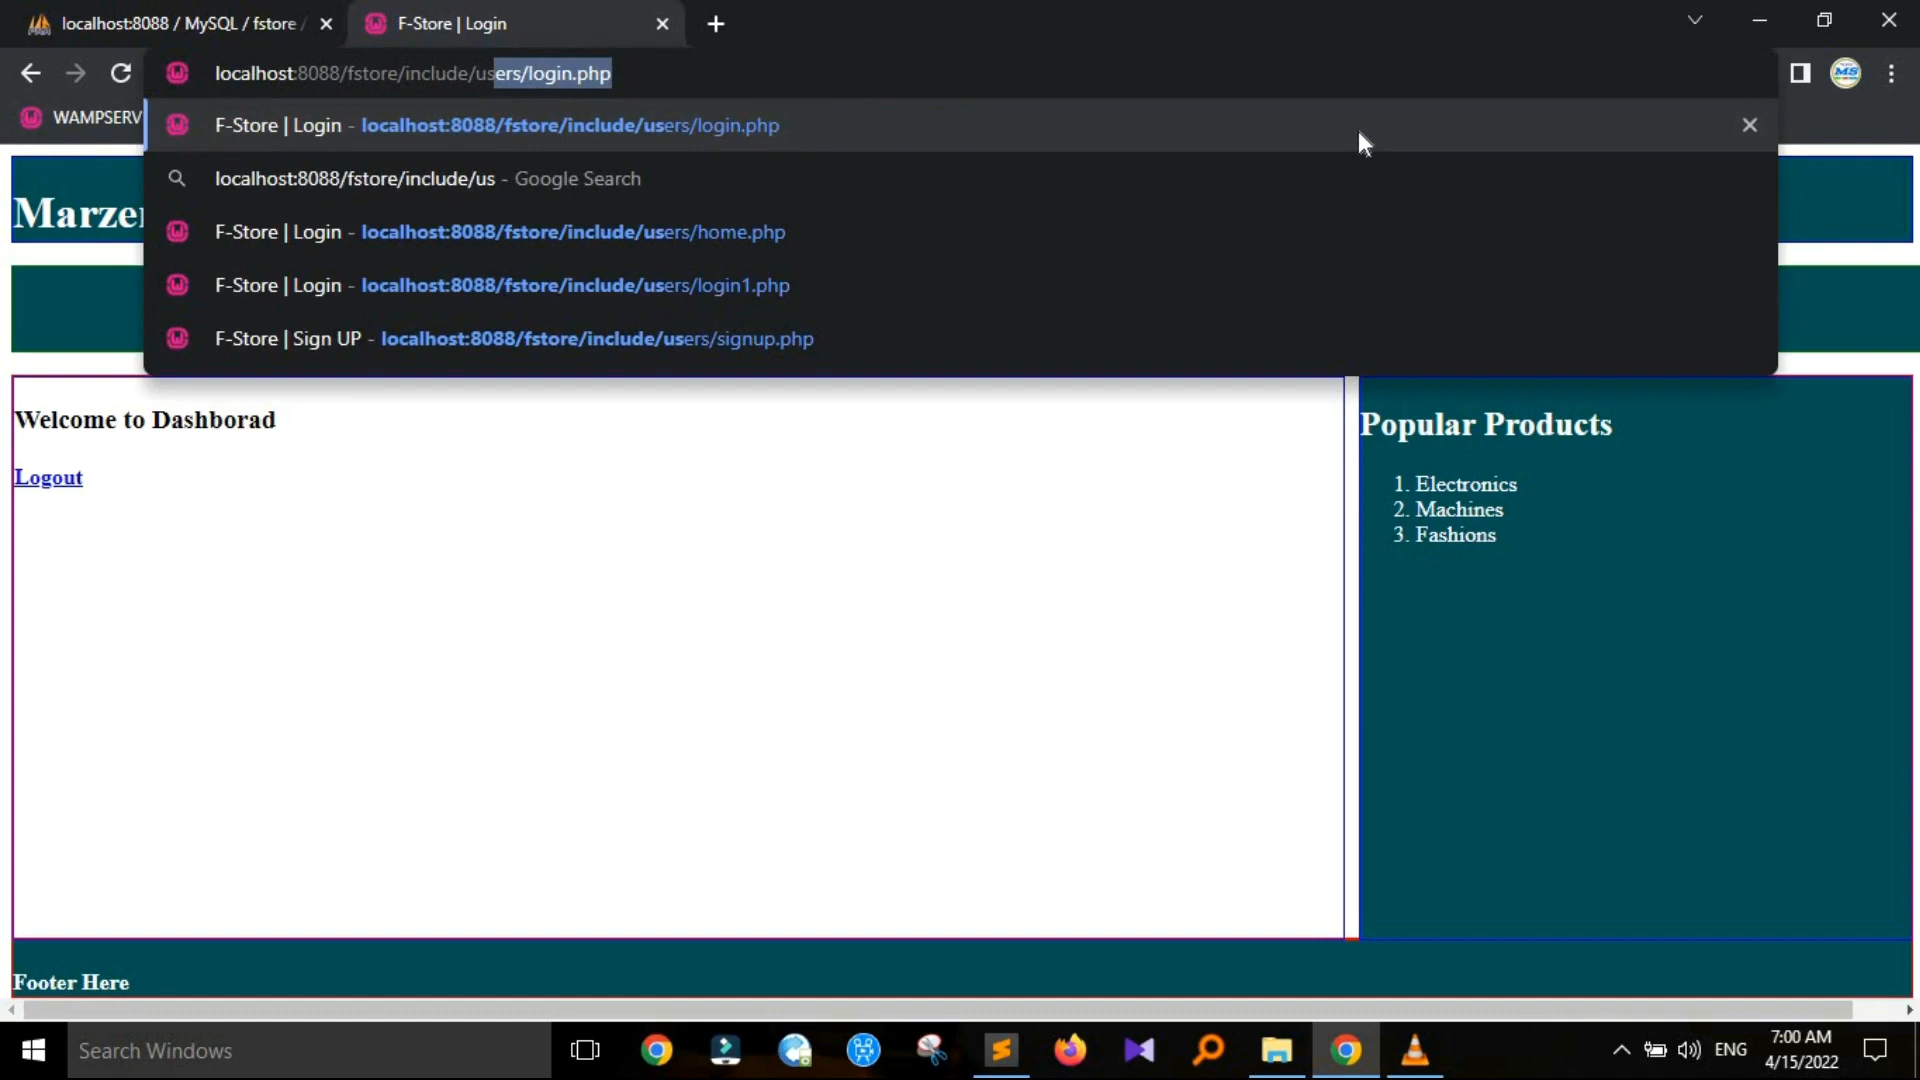 localhost:8088 / MySQL / fstore /
F-Store | Login
localhost:8088/fstore/include/users/login.php
WAMPSERV
F-Store | Login - localhost:8088/fstore/include/users/login.php
localhost:8088/fstore/include/us - Google Search
F-Store | Login - localhost:8088/fstore/include/users/home.php
F-Store | Login - localhost:8088/fstore/include/users/login1.php
F-Store | Sign UP - localhost:8088/fstore/include/users/signup.php
Welcome to Dashborad
Logout
Popular Products
1. Electronics
2. Machines
3. Fashions
Footer Here
Search Windows
ENG
7:00 AM
4/15/2022